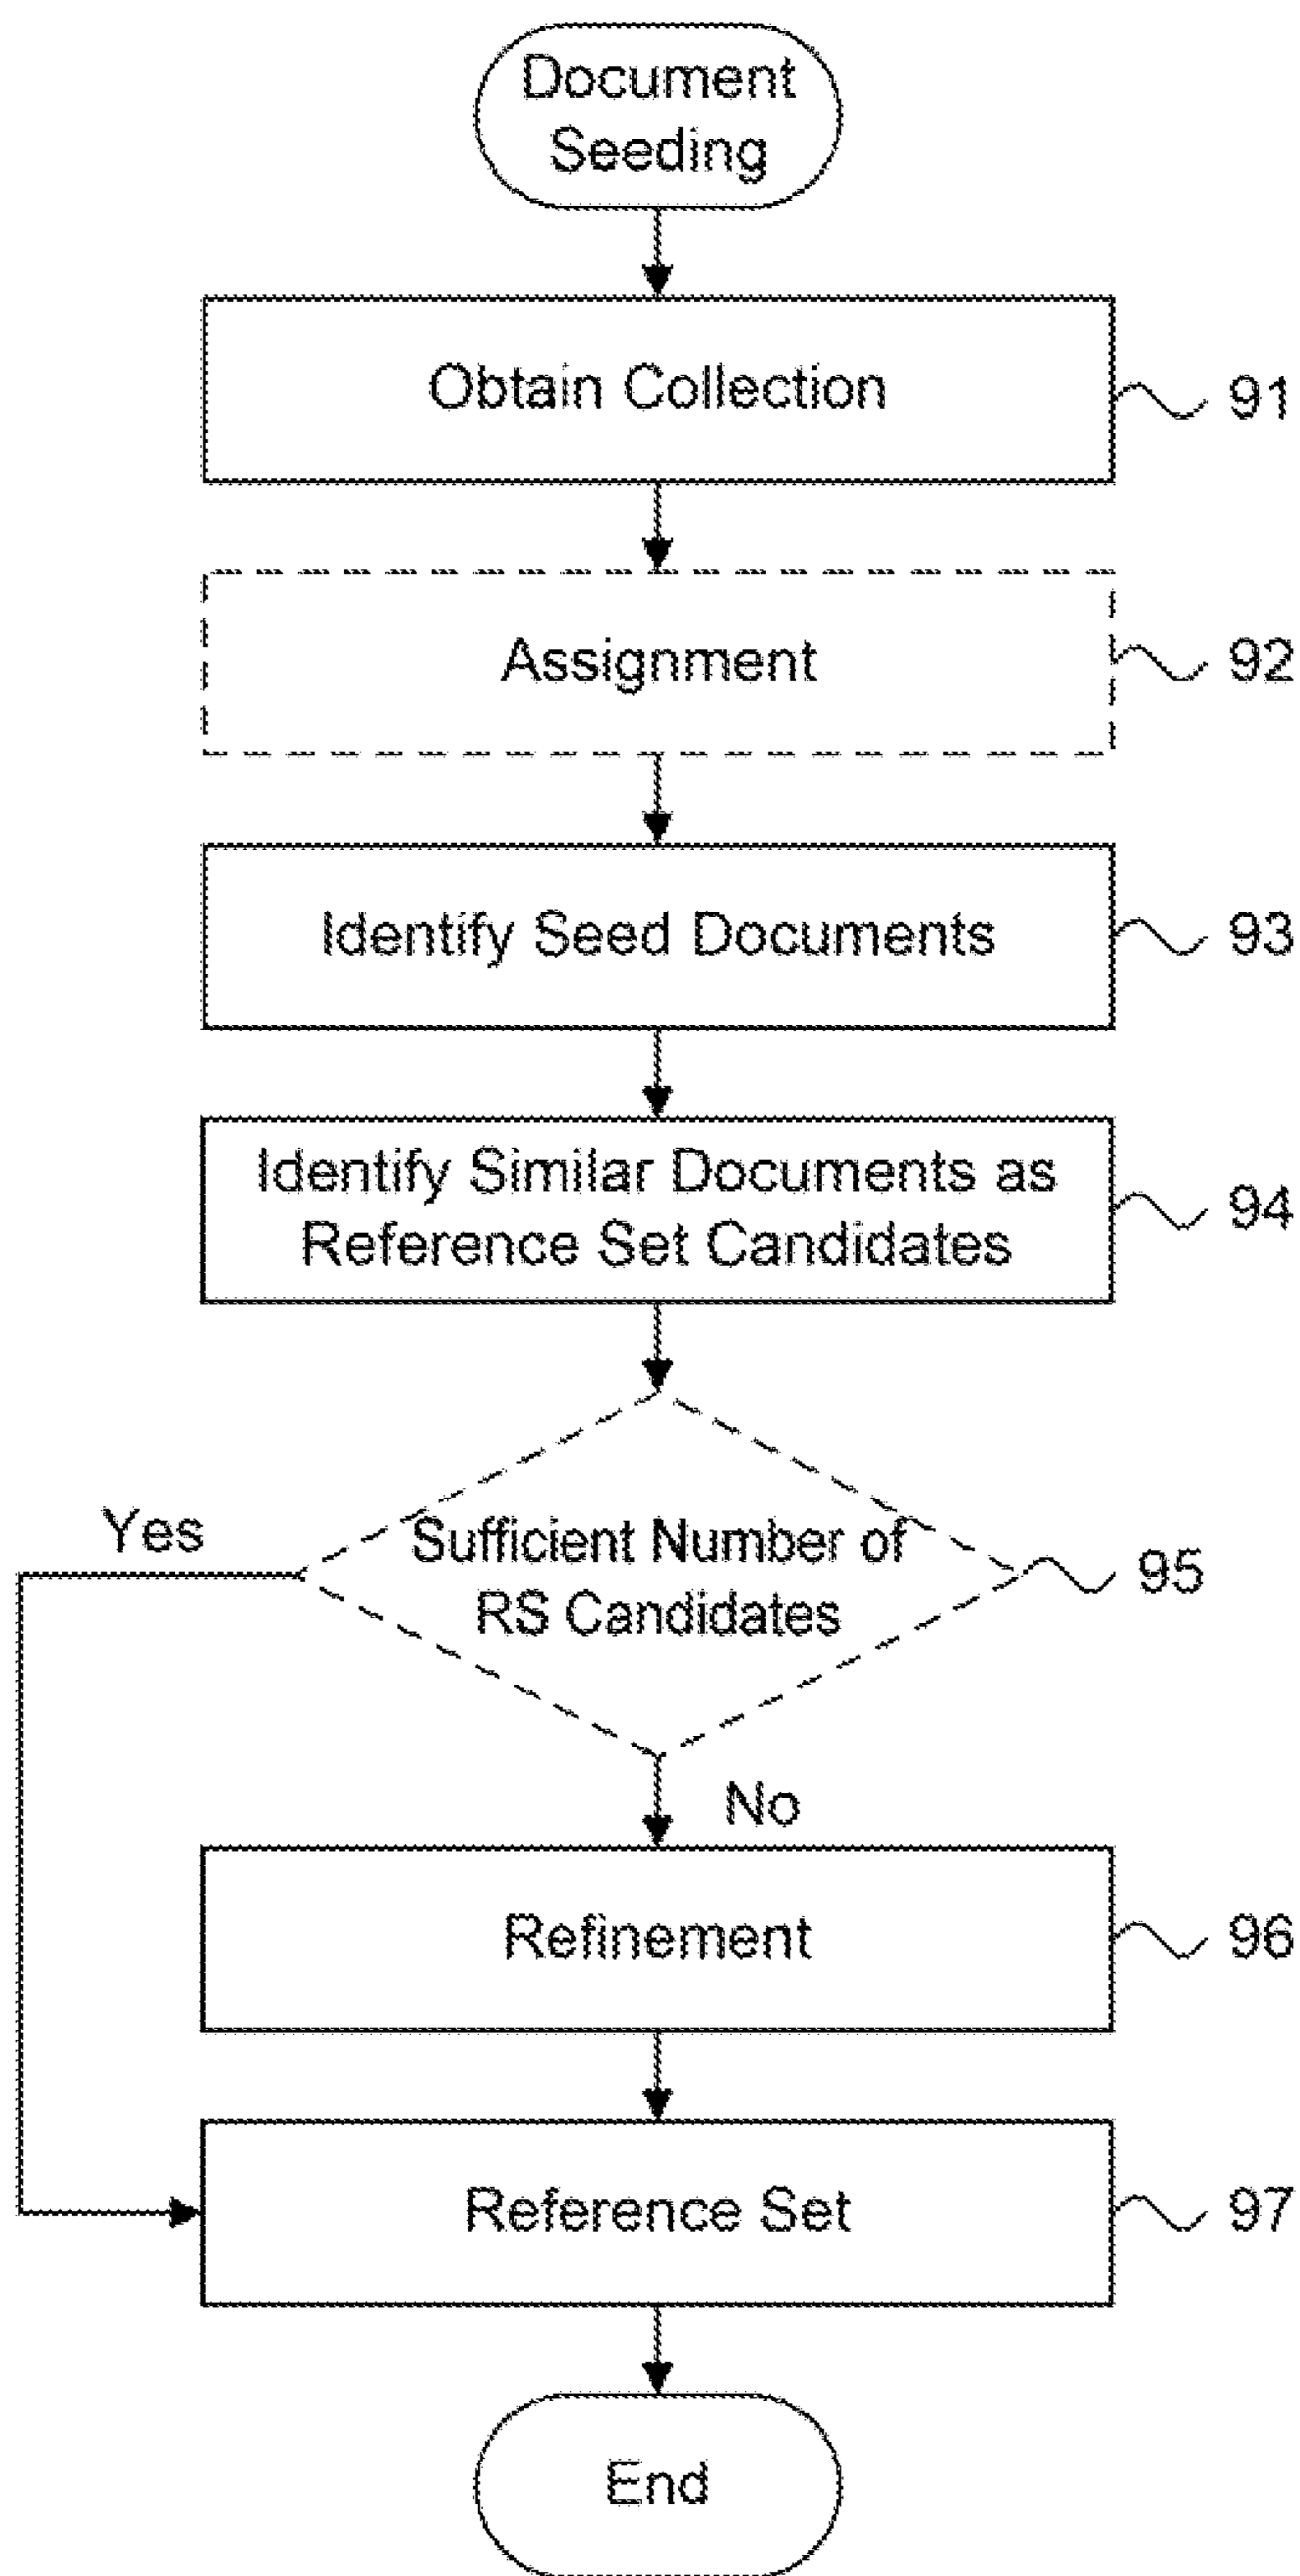 Document
Seeding
Obtain Collection
91
Assignment
92
Identify Seed Documents
93
Identify Similar Documents as
Reference Set Candidates
94
Yes
Sufficient Number of
RS Candidates
95
No
Refinement
96
Reference Set
97
End